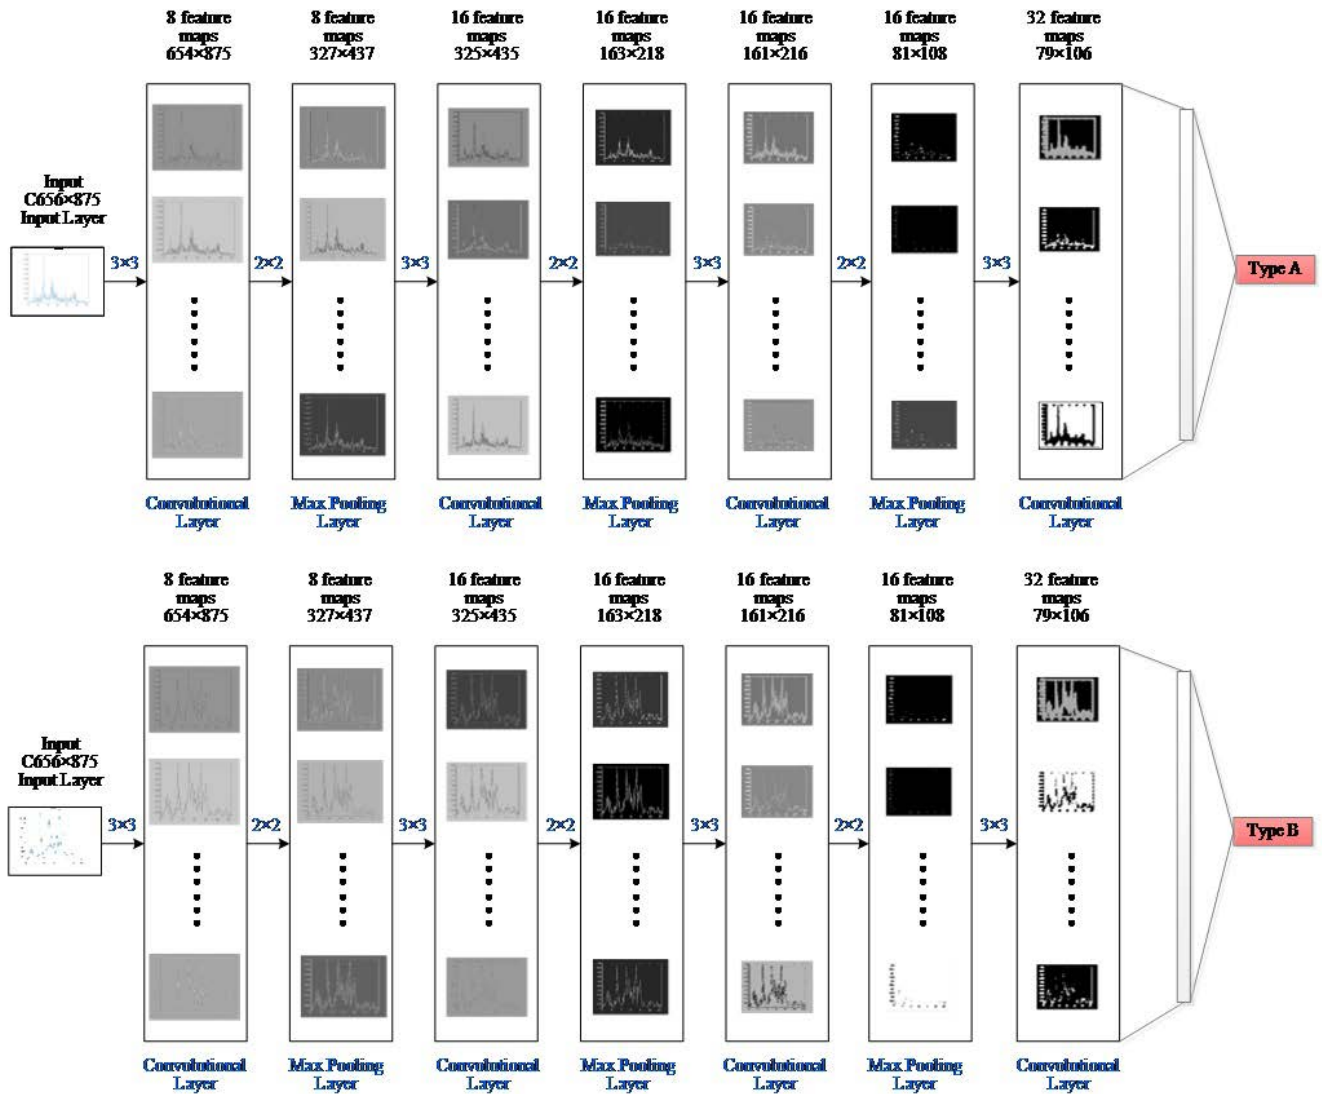 8 feature
maps
654×875
8 feature
maps
327×437
16 feature
maps
325×435
16 feature
maps
163×218
16 feature
maps
161×216
16 feature
maps
81×108
32 feature
maps
79×106
Input
C656×875
Input Layer
3×3
2×2
3×3
2×2
3×3
2×2
3×3
Type A
Convolutional
Layer
Max Pooling
Layer
Convolutional
Layer
Max Pooling
Layer
Convolutional
Layer
Max Pooling
Layer
Convolutional
Layer
8 feature
maps
654×875
8 feature
maps
327×437
16 feature
maps
325×435
16 feature
maps
163×218
16 feature
maps
161×216
16 feature
maps
81×108
32 feature
maps
79×106
Input
C656×875
Input Layer
3×3
2×2
3×3
2×2
3×3
2×2
3×3
Type B
Convolutional
Layer
Max Pooling
Layer
Convolutional
Layer
Max Pooling
Layer
Convolutional
Layer
Max Pooling
Layer
Convolutional
Layer